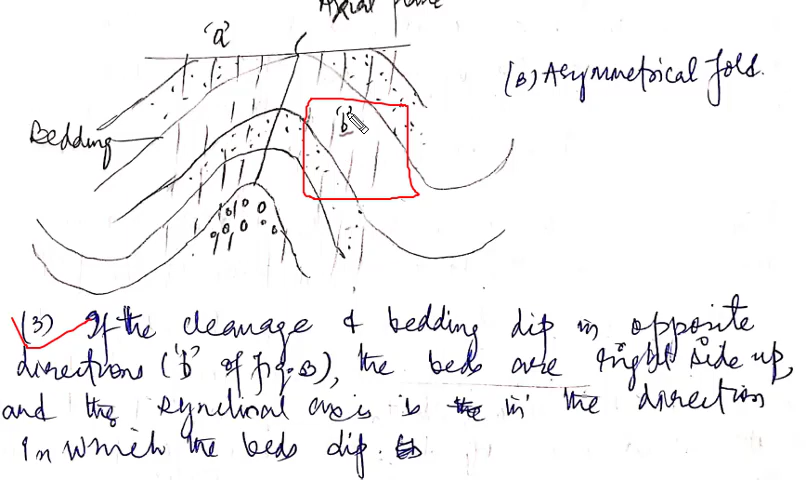 Axial plane
'a'
(B) Asymmetrical fold.
'b'
Bedding
(3) If the cleavage & bedding dip in opposite
directions ('b' of fig. B), the beds are right side up,
and the synclinal axis is in the direction
In which the beds dip.